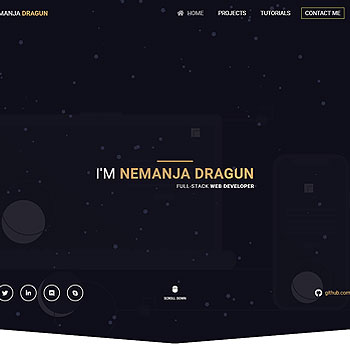 MANJA DRAGUN
HOME PROJECTS TUTORIALS CONTACT ME
I'M NEMANJA DRAGUN
FULL-STACK WEB DEVELOPER
SCROLL DOWN
github.com